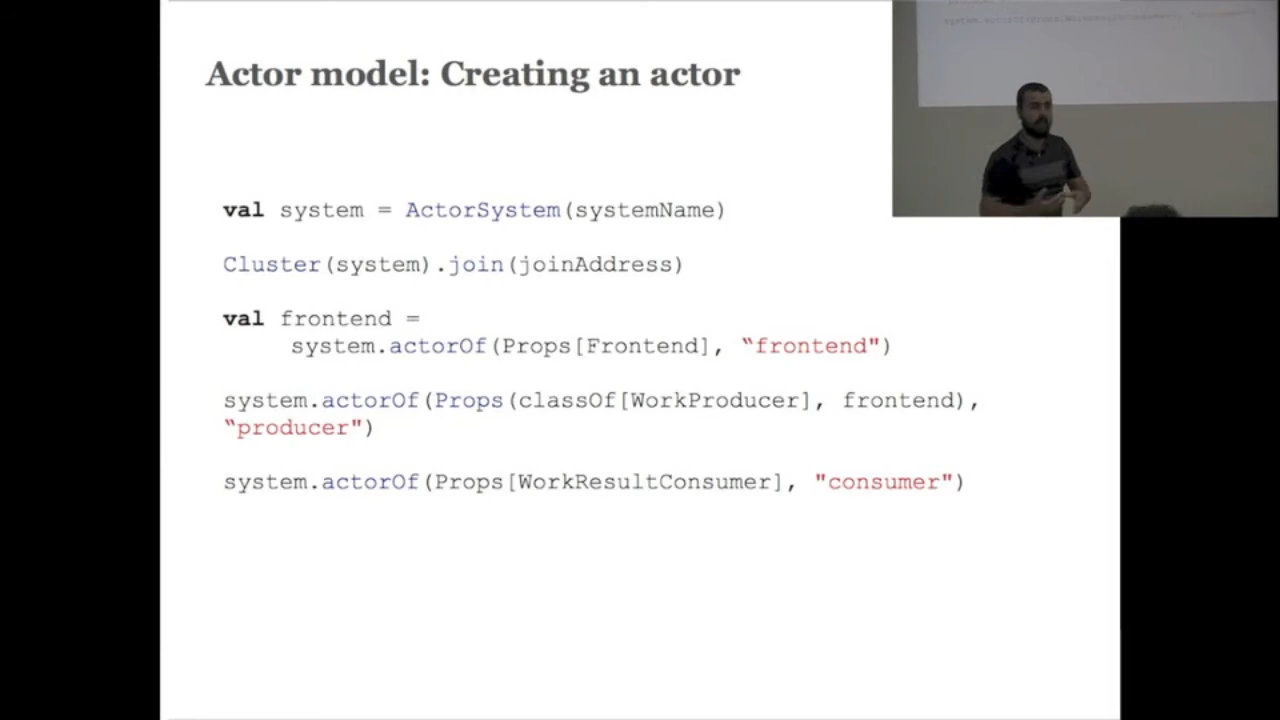 Actor model: Creating an actor
val system = ActorSystem(systemName)
Cluster(system).join(joinAddress)
val frontend =
system.actorOf(Props[Frontend], “frontend")
system.actorOf(Props(classOf[WorkProducer], frontend),
“producer")
system.actorOf(Props[WorkResultConsumer], "consumer")